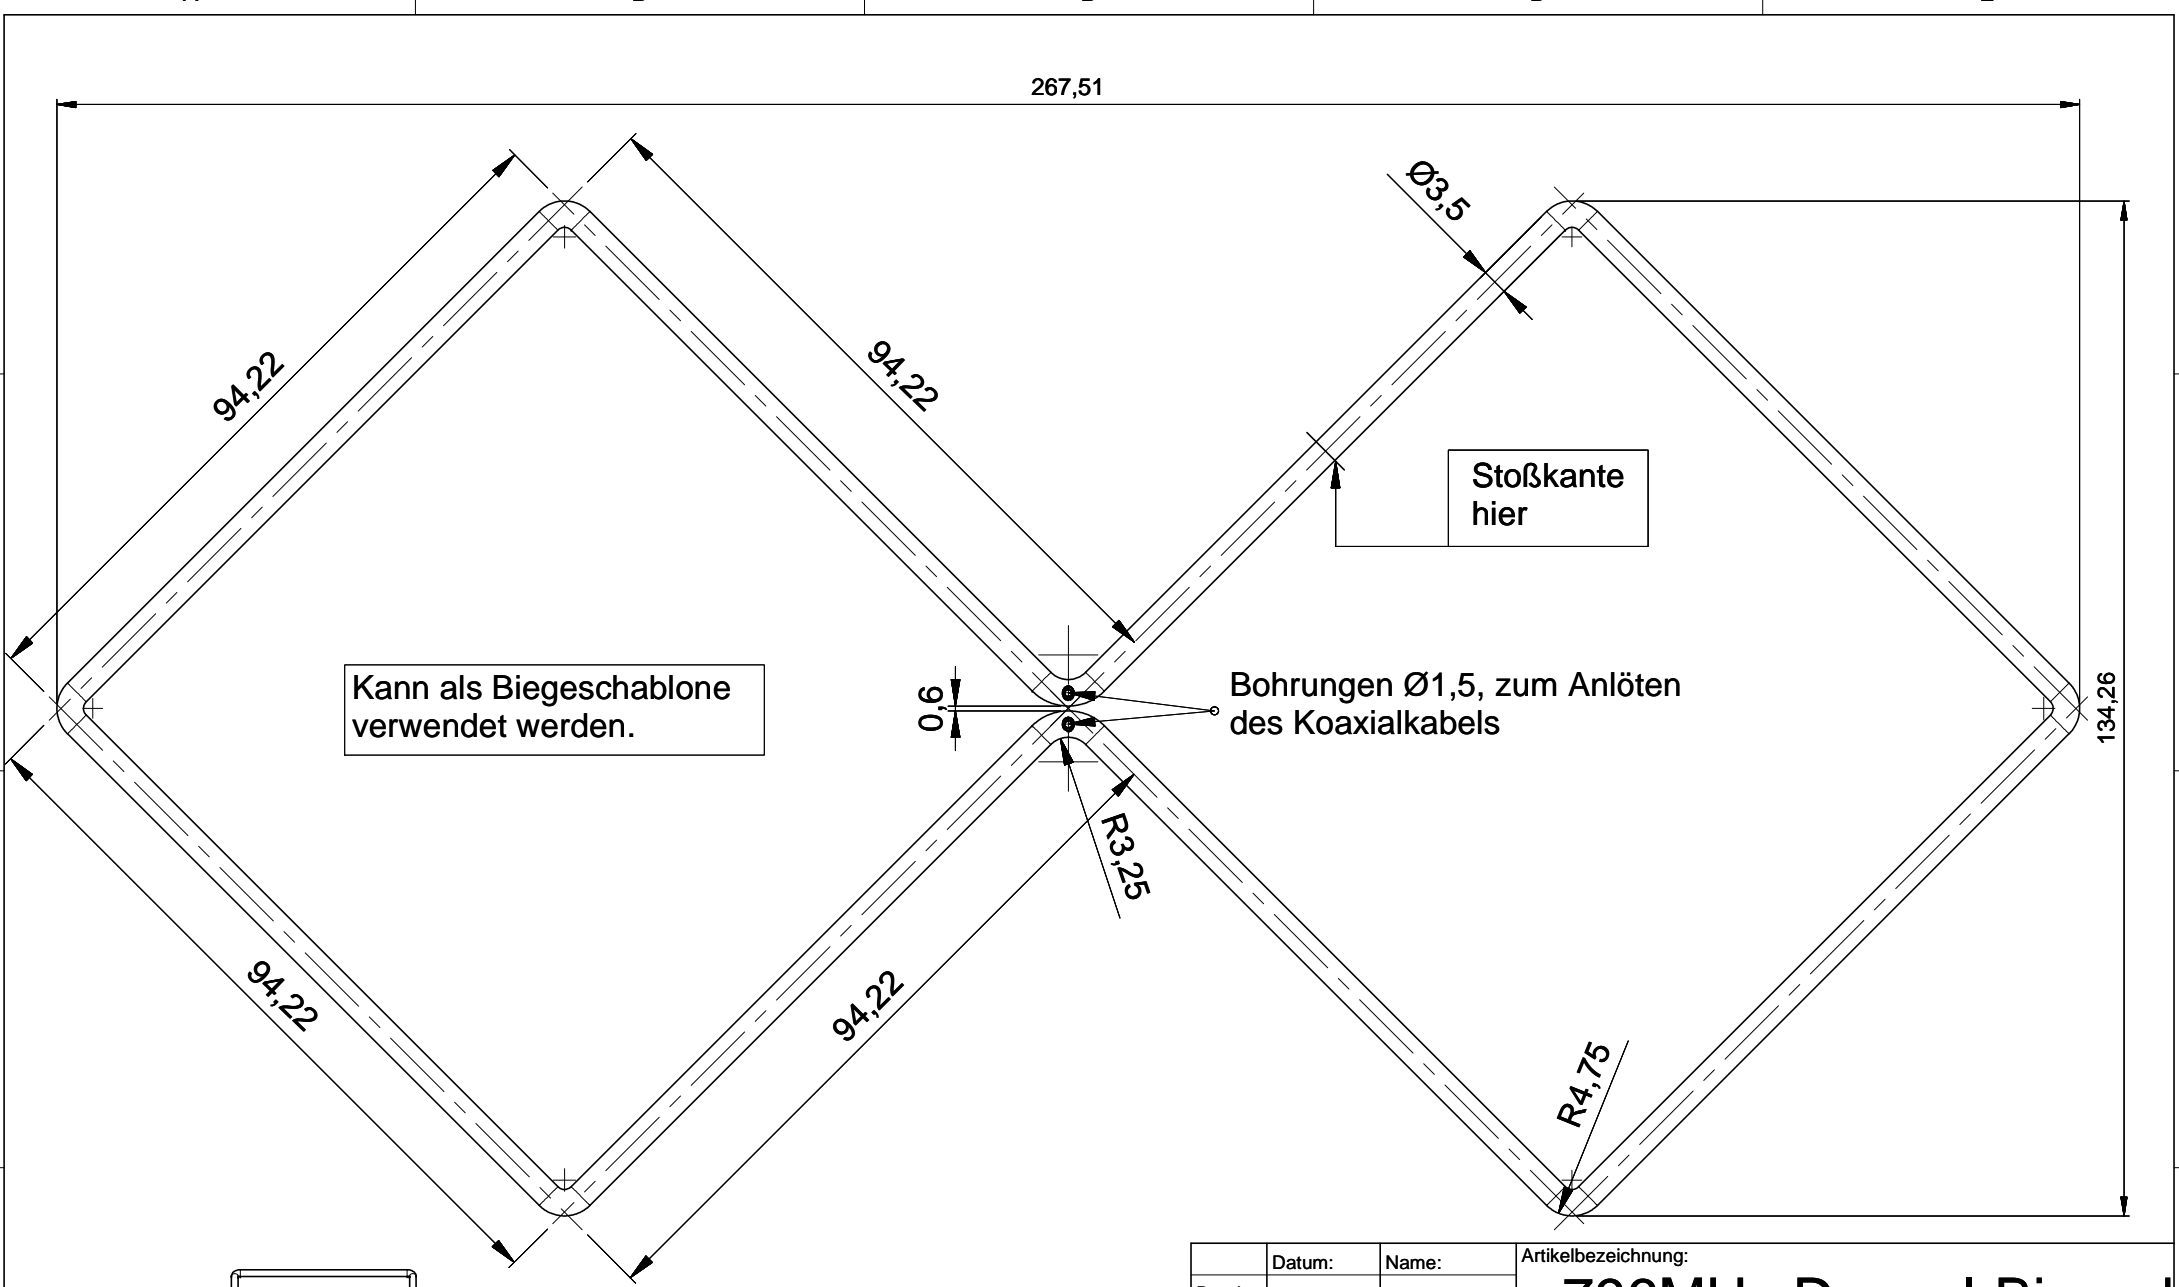 267,51
Ø3,5
94,22
94,22
Stoßkante
hier
Kann als Biegeschablone
verwendet werden.
0,6
Bohrungen Ø1,5, zum Anlöten
des Koaxialkabels
134,26
R3,25
94,22
94,22
R4,75
Datum:
Name:
Artikelbezeichnung: